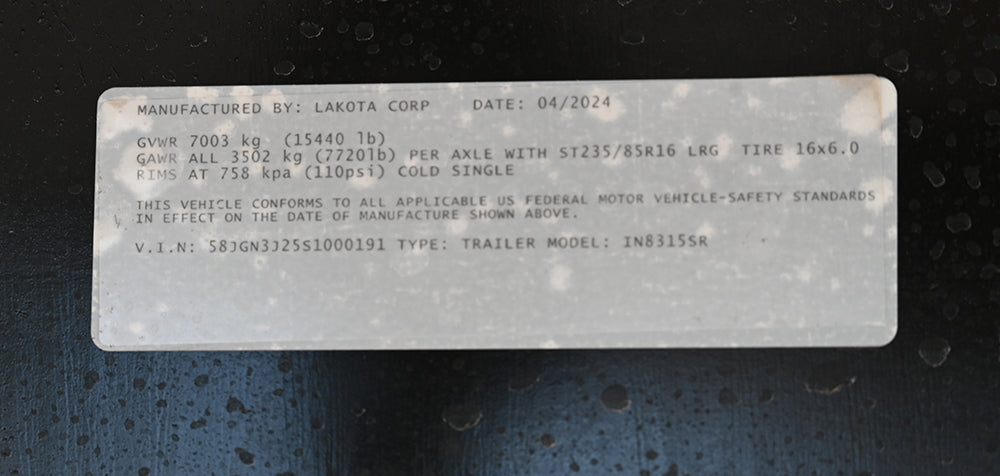 MANUFACTURED BY: LAKOTA CORP DATE: 04/2024
GVWR 7003 kg (15440 lb)
GAWR ALL 3502 kg (7720lb) PER AXLE WITH ST235/85R16 LRG TIRE 16x6.0
RIMS AT 758 kpa (110psi) COLD SINGLE
THIS VEHICLE CONFORMS TO ALL APPLICABLE US FEDERAL MOTOR VEHICLE-SAFETY STANDARDS
IN EFFECT ON THE DATE OF MANUFACTURE SHOWN ABOVE.
V.I.N: 58JGN3J25S1000191 TYPE: TRAILER MODEL: IN8315SR